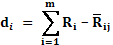 dᵢ = ∑ᵢ₌₁ᵐ Rᵢ − R̅ᵢⱼ